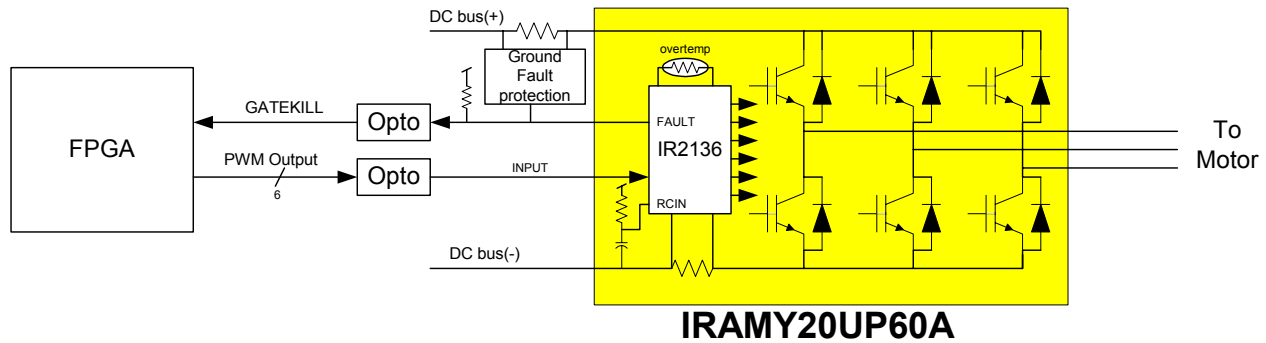 DC bus(+)
overtemp
Ground
Fault
protection
GATEKILL
Opto
FAULT
FPGA
IR2136
To
Motor
PWM Output
6
Opto
INPUT
RCIN
DC bus(-)
IRAMY20UP60A